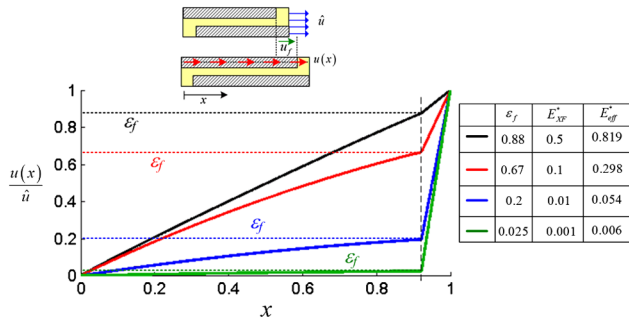 û
u_f
u(x)
x
1
0.8
0.6
0.4
0.2
0
u(x)
û
ε_f
ε_f
ε_f
ε_f
0 0.2 0.4 0.6 0.8 1
x
ε_f E*_XF E*_eff
0.88 0.5 0.819
0.67 0.1 0.298
0.2 0.01 0.054
0.025 0.001 0.006